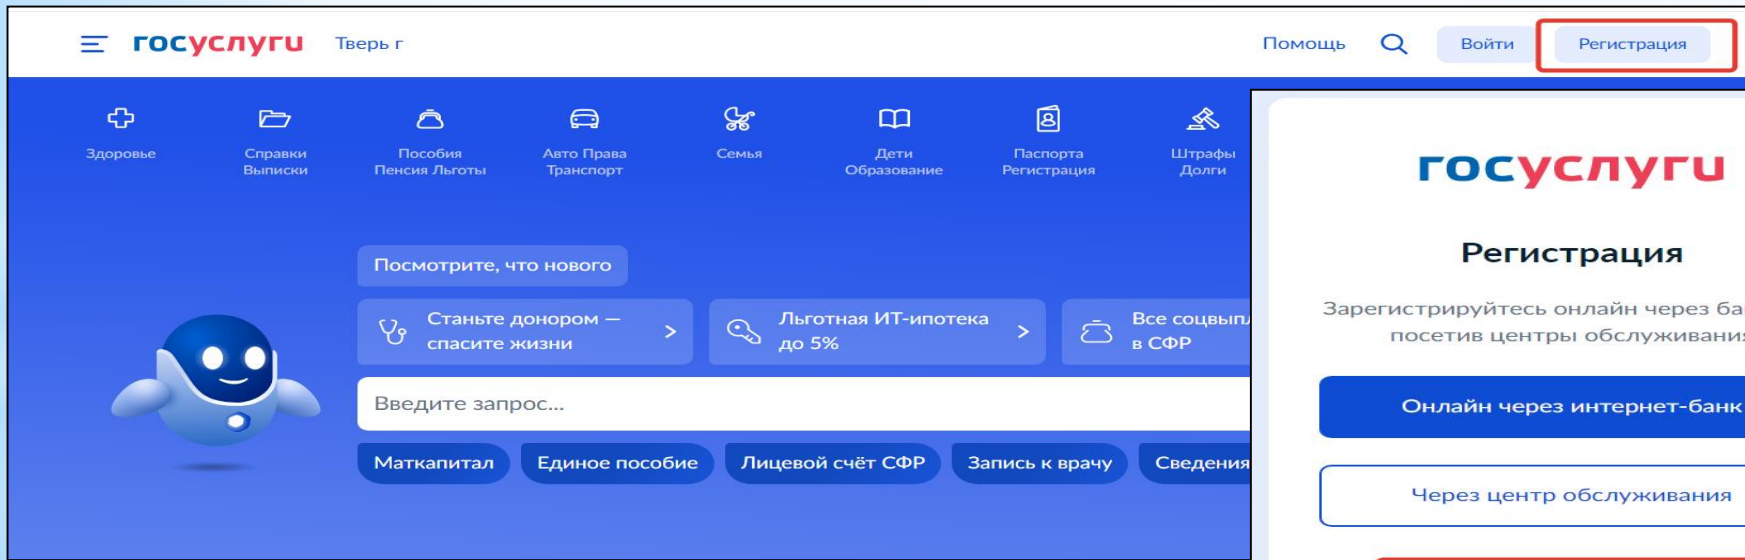 госуслуги Тверь г Помощь Войти Регистрация
Здоровье
Справки
Выписки
Пособия
Пенсия Льготы
Авто Права
Транспорт
Семья
Дети
Образование
Паспорта
Регистрация
Штрафы
Долги
Посмотрите, что нового
Станьте донором —
спасите жизни
Льготная ИТ-ипотека
до 5%
Все
в СФР
Введите запрос...
Маткапитал Единое пособие Лицевой счёт СФР Запись к врачу Сведения
госуслуги
Регистрация
Зарегистрируйтесь онлайн через
посетив центры
Онлайн через интернет-банк
Через центр обслуживания